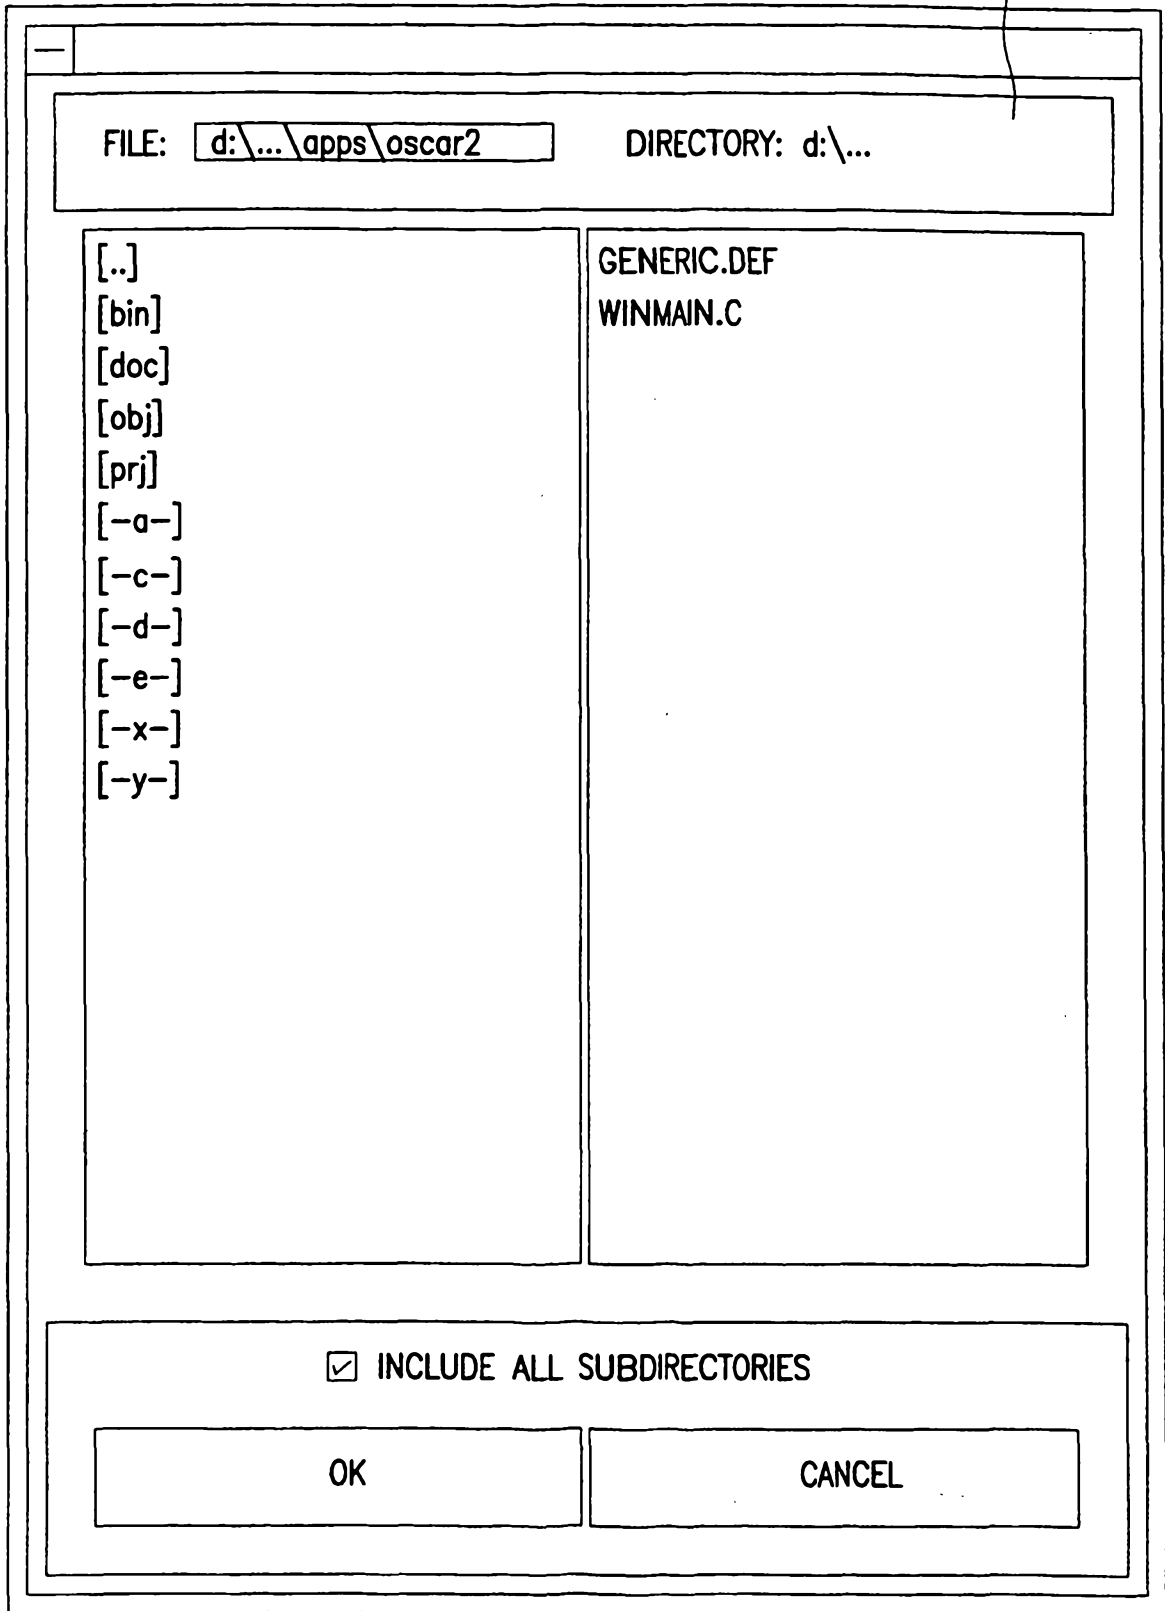 FILE: d:\...\apps\oscar2 DIRECTORY: d:\...
[..]
[bin]
[doc]
[obj]
[prj]
[-a-]
[-c-]
[-d-]
[-e-]
[-x-]
[-y-]
GENERIC.DEF
WINMAIN.C
INCLUDE ALL SUBDIRECTORIES
OK CANCEL